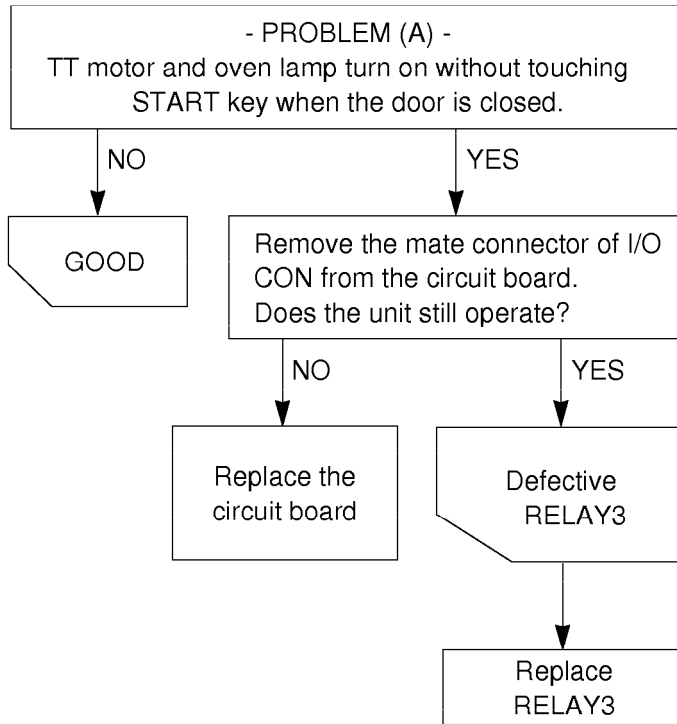 - PROBLEM (A) -
TT motor and oven lamp turn on without touching
START key when the door is closed.
NO
YES
GOOD
Remove the mate connector of I/O
CON from the circuit board.
Does the unit still operate?
NO
YES
Replace the
circuit board
Defective
RELAY3
Replace
RELAY3